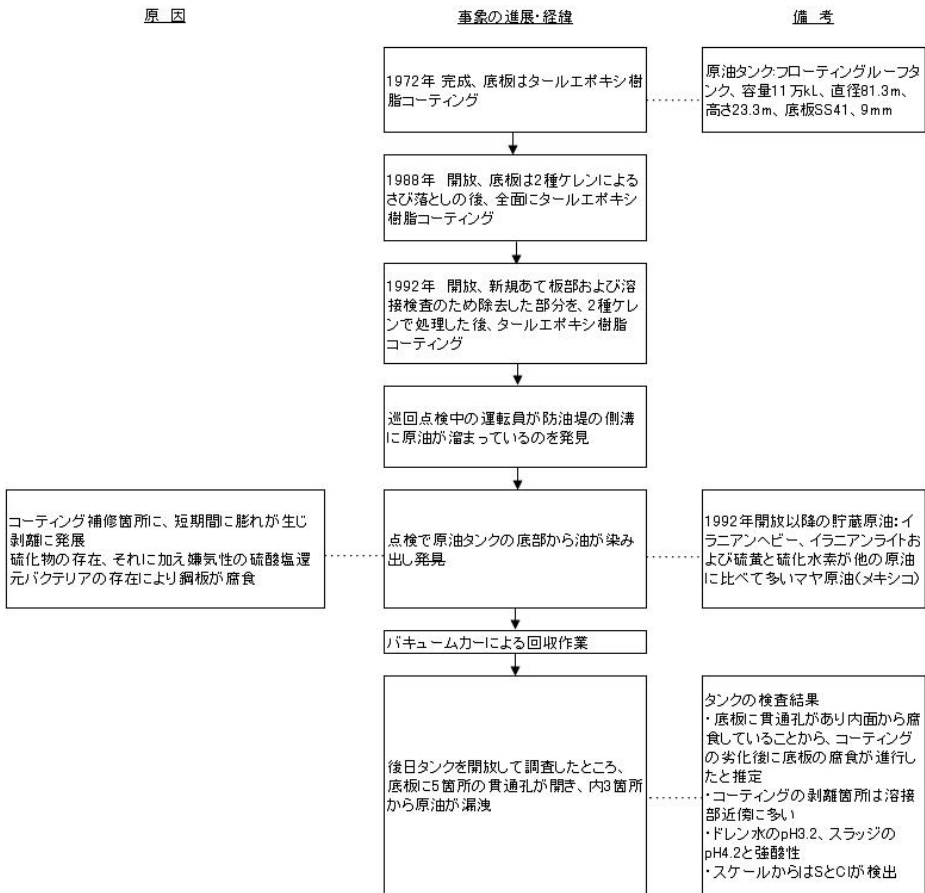 原 因
事象の進展・経緯
備 考
1972年 完成、底板はタールエポキシ樹
脂コーティング
原油タンク:フローティングルーフタ
ンク、容量11万kL、直径81.3m、
高さ23.3m、底板SS41、9mm
1988年 開放、底板は2種ケレンによる
さび落としの後、全面にタールエポキシ
樹脂コーティング
1992年 開放、新規あて板部および溶
接検査のため除去した部分を、2種ケレ
ンで処理した後、タールエポキシ樹脂
コーティング
巡回点検中の運転員が防油堤の側溝
に原油が溜まっているのを発見
コーティング補修箇所に、短期間に膨れが生じ
剥離に発展
硫化物の存在、それに加え嫌気性の硫酸塩還
元バクテリアの存在により鋼板が腐食
点検で原油タンクの底部から油が染み
出し発見
1992年開放以降の貯蔵原油:イ
ラニアンヘビー、イラニアンライトお
よび硫黄と硫化水素が他の原油
に比べて多いマヤ原油(メキシコ)
バキュームカーによる回収作業
後日タンクを開放して調査したところ、
底板に5箇所の貫通孔が開き、内3箇所
から原油が漏洩
タンクの検査結果
・底板に貫通孔があり内面から腐
食していることから、コーティング
の劣化後に底板の腐食が進行し
たと推定
・コーティングの剥離箇所は溶接
部近傍に多い
・ドレン水のpH3.2、スラッジの
pH4.2と強酸性
・スケールからはSとClが検出